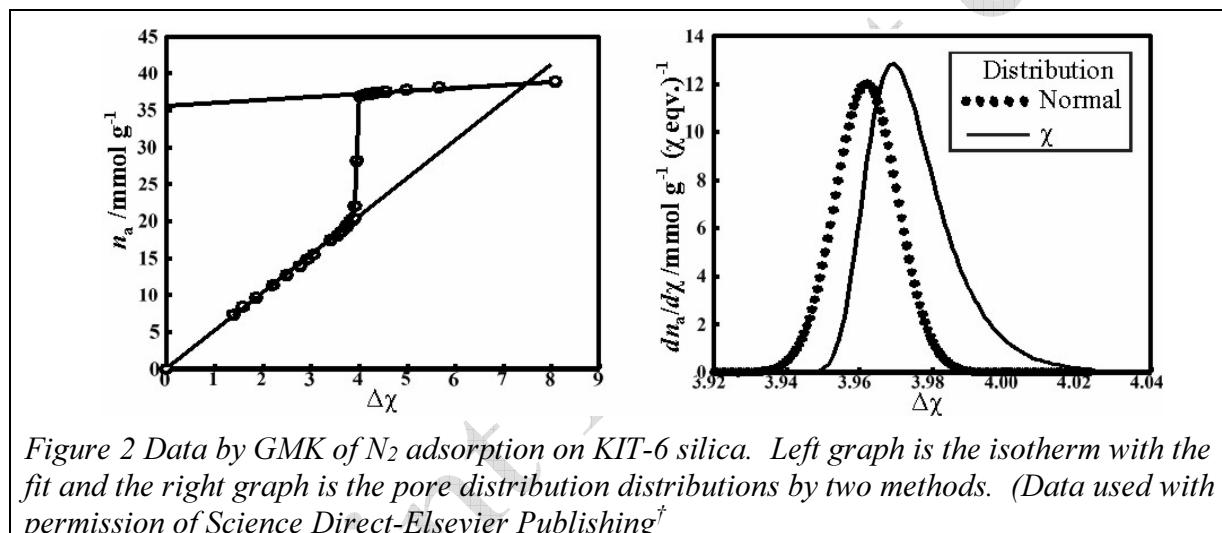 45
40
35
30
25
20
15
10
5
0
0 1 2 3 4 5 6 7 8 9
nₐ /mmol g⁻¹
Δχ
14
12
10
8
6
4
2
0
3.92 3.94 3.96 3.98 4.00 4.02 4.04
dnₐ/dχ /mmol g⁻¹ (χ eqv.)⁻¹
Δχ
Distribution
Normal
χ
Figure 2 Data by GMK of N₂ adsorption on KIT-6 silica. Left graph is the isotherm with the
fit and the right graph is the pore distribution distributions by two methods. (Data used with
permission of Science Direct-Elsevier Publishing†